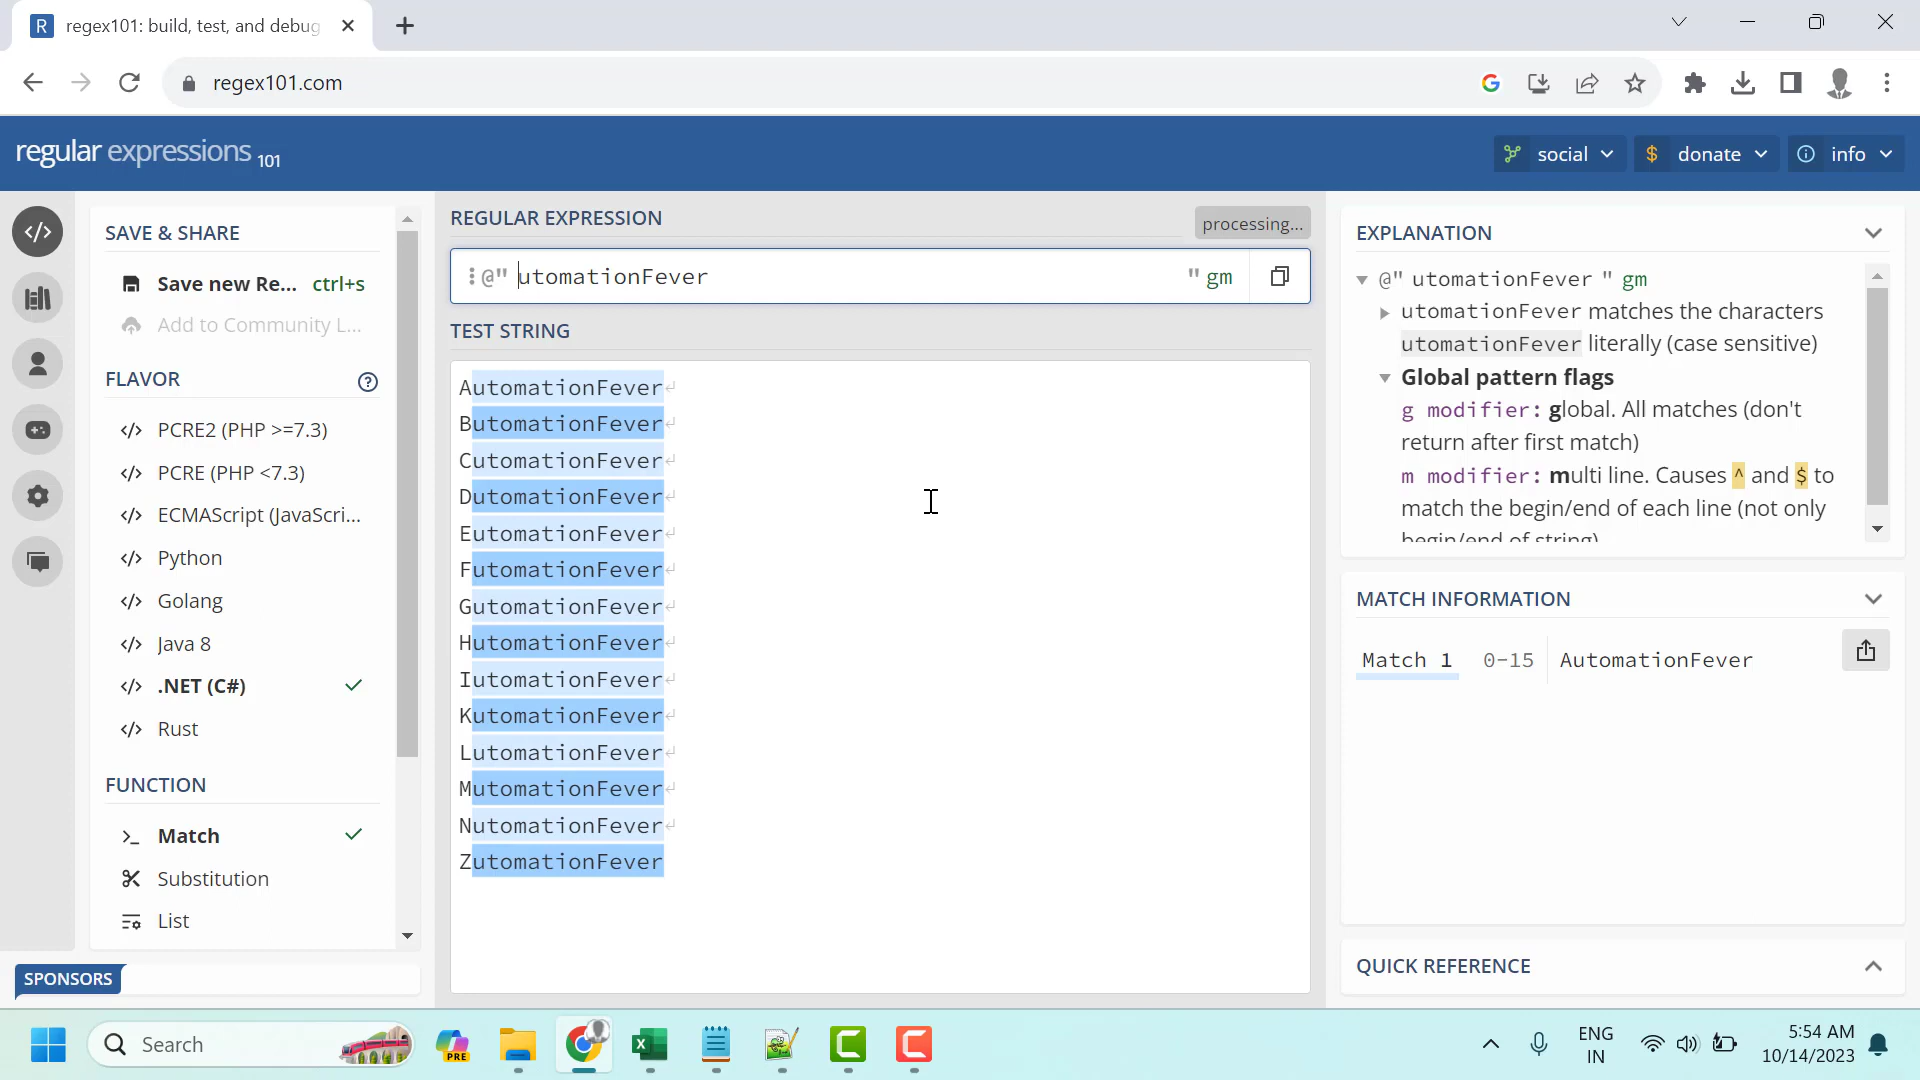 regex101: build, test, and debug
regex101.com
regular expressions 101
social
$ donate
info
SAVE & SHARE
Save new Re... ctrl+s
Add to Community L...
FLAVOR
PCRE2 (PHP >=7.3)
PCRE (PHP <7.3)
ECMAScript (JavaScri...
Python
Golang
Java 8
.NET (C#)
Rust
FUNCTION
Match
Substitution
List
SPONSORS
REGULAR EXPRESSION
processing...
@" utomationFever " gm
TEST STRING
AutomationFever
ButomationFever
CutomationFever
DutomationFever
EutomationFever
FutomationFever
GutomationFever
HutomationFever
IutomationFever
KutomationFever
LutomationFever
MutomationFever
NutomationFever
ZutomationFever
EXPLANATION
@" utomationFever " gm
utomationFever matches the characters
utomationFever literally (case sensitive)
Global pattern flags
g modifier: global. All matches (don't
return after first match)
m modifier: multi line. Causes ^ and $ to
match the begin/end of each line (not only
begin/end of string)
MATCH INFORMATION
Match 1 0-15 AutomationFever
QUICK REFERENCE
Search
PRE
ENG
IN
5:54 AM
10/14/2023